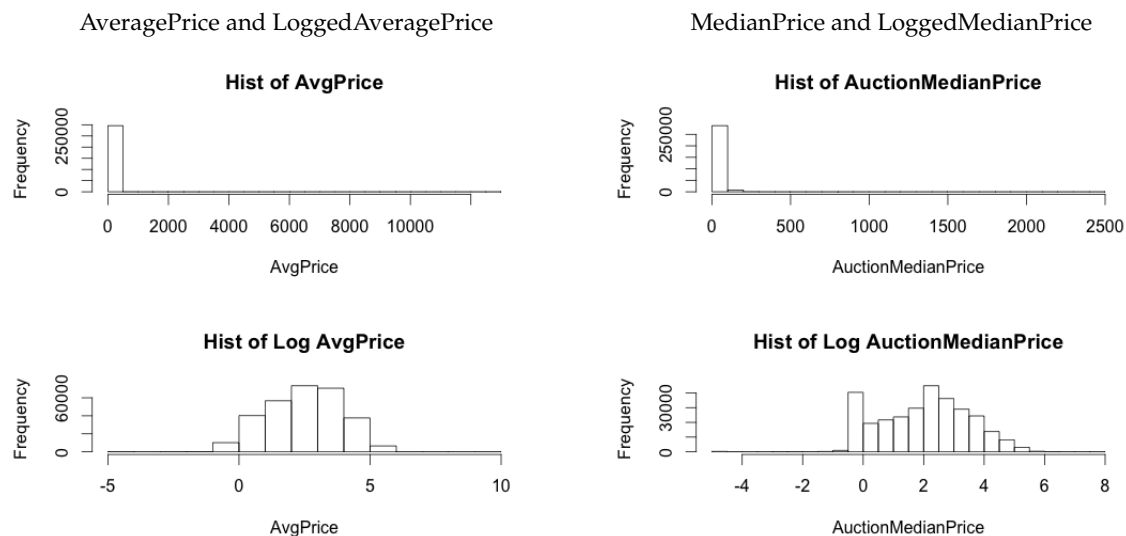 AveragePrice and LoggedAveragePrice
MedianPrice and LoggedMedianPrice
Hist of AvgPrice
Frequency
0 250000
0 2000 4000 6000 8000 10000
AvgPrice
Hist of AuctionMedianPrice
Frequency
0 250000
0 500 1000 1500 2000 2500
AuctionMedianPrice
Hist of Log AvgPrice
Frequency
0 60000
-5 0 5 10
AvgPrice
Hist of Log AuctionMedianPrice
Frequency
0 30000
-4 -2 0 2 4 6 8
AuctionMedianPrice